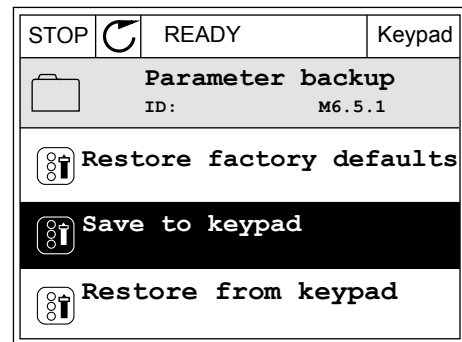 STOP READY Keypad
Parameter backup
ID: M6.5.1
Restore factory defaults
Save to keypad
Restore from keypad